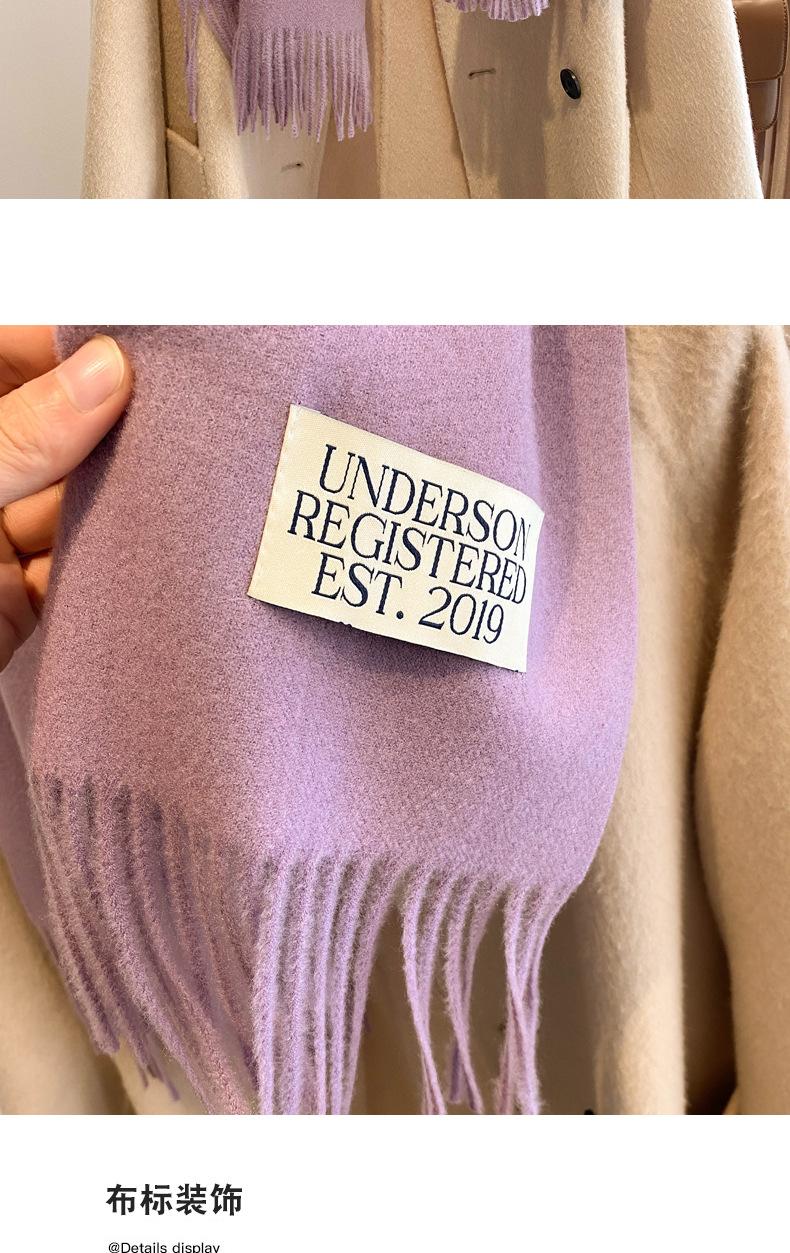 UNDERSON
REGISTERED
EST. 2019
布标装饰
@Details display